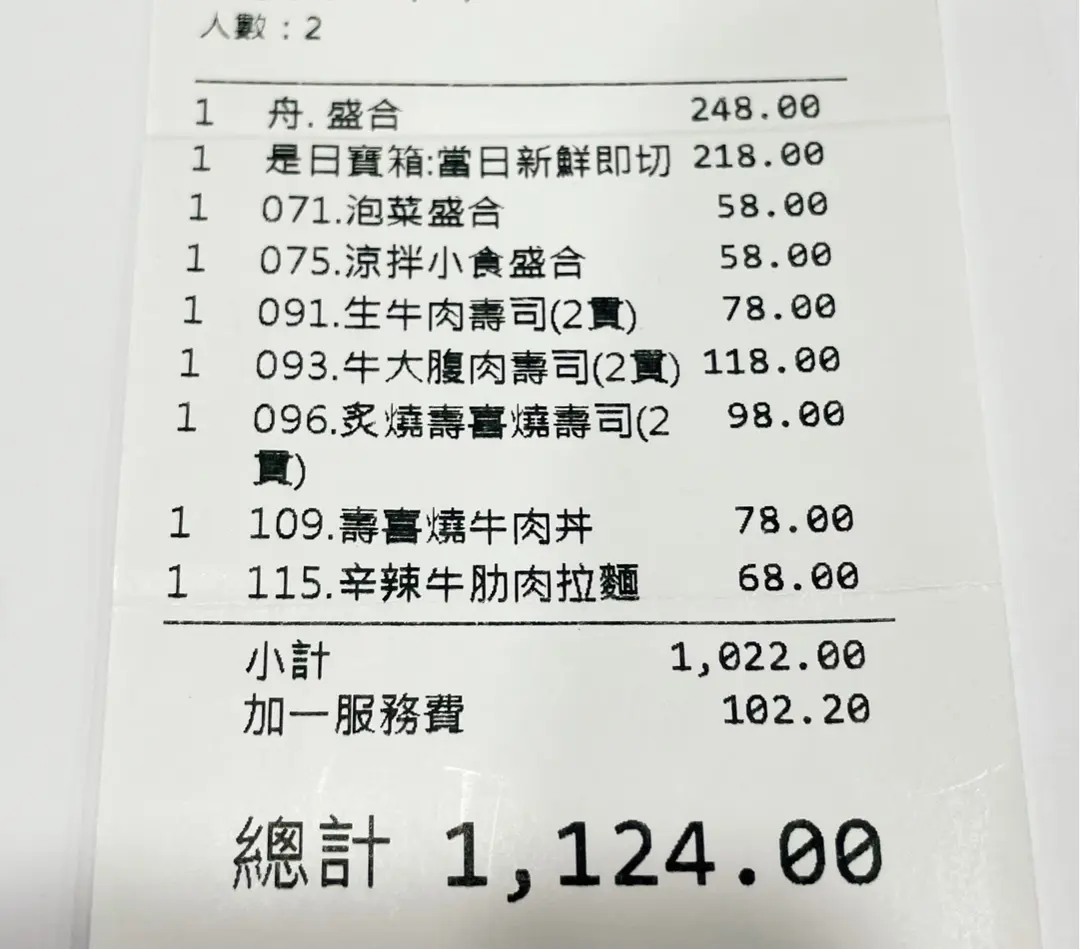 人數：2
1 舟. 盛合 248.00
1 是日寶箱:當日新鮮即切 218.00
1 071.泡菜盛合 58.00
1 075.涼拌小食盛合 58.00
1 091.生牛肉壽司(2貫) 78.00
1 093.牛大腹肉壽司(2貫) 118.00
1 096.炙燒壽喜燒壽司(2 98.00
貫)
1 109.壽喜燒牛肉丼 78.00
1 115.辛辣牛肋肉拉麵 68.00
小計 1,022.00
加一服務費 102.20
總計 1,124.00